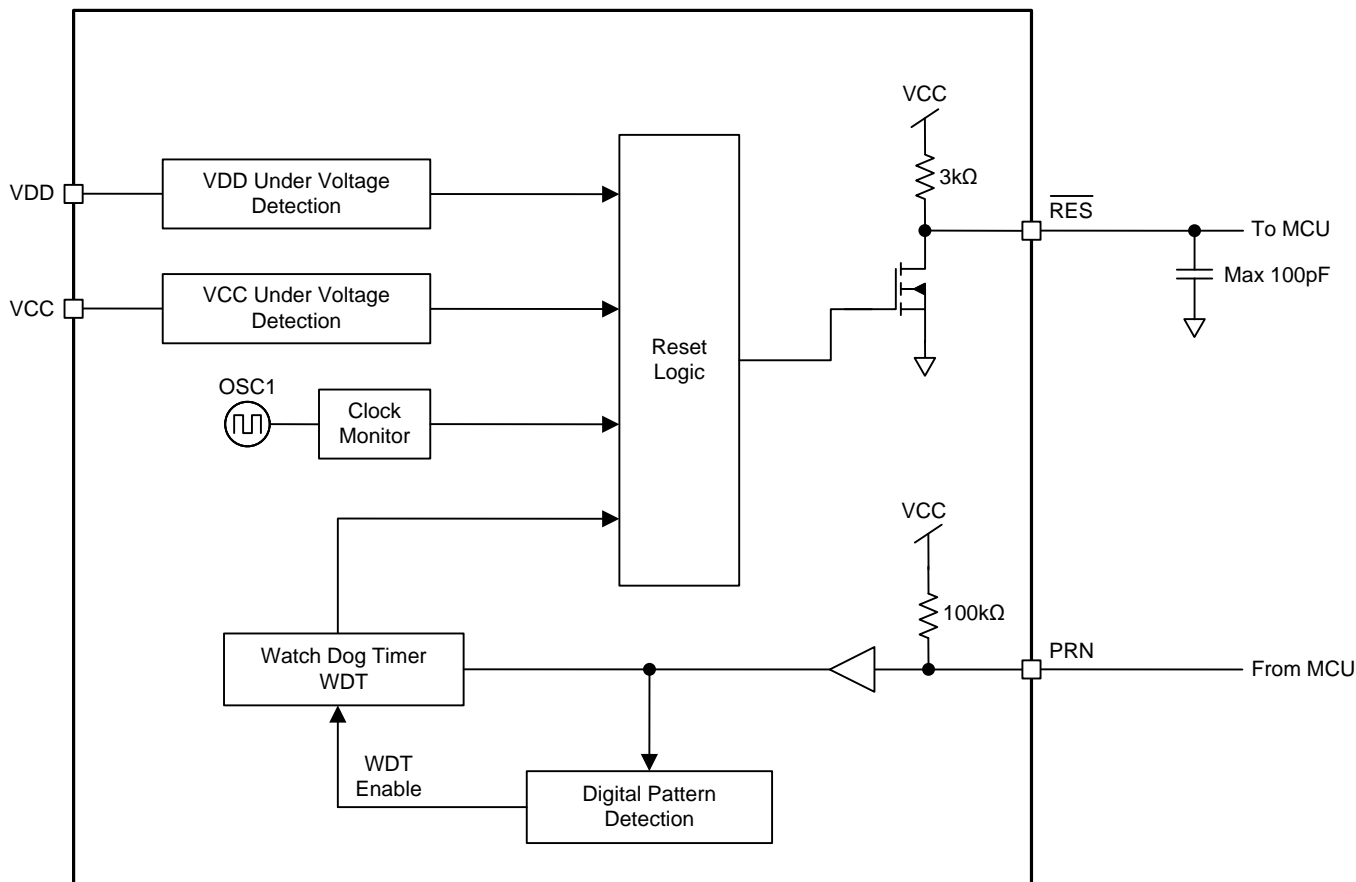 VCC
VDD Under Voltage
Detection
VDD
3kΩ
RES
To MCU
VCC Under Voltage
Detection
VCC
Max 100pF
Reset
Logic
OSC1
Clock
Monitor
VCC
100kΩ
PRN
Watch Dog Timer
WDT
From MCU
WDT
Enable
Digital Pattern
Detection